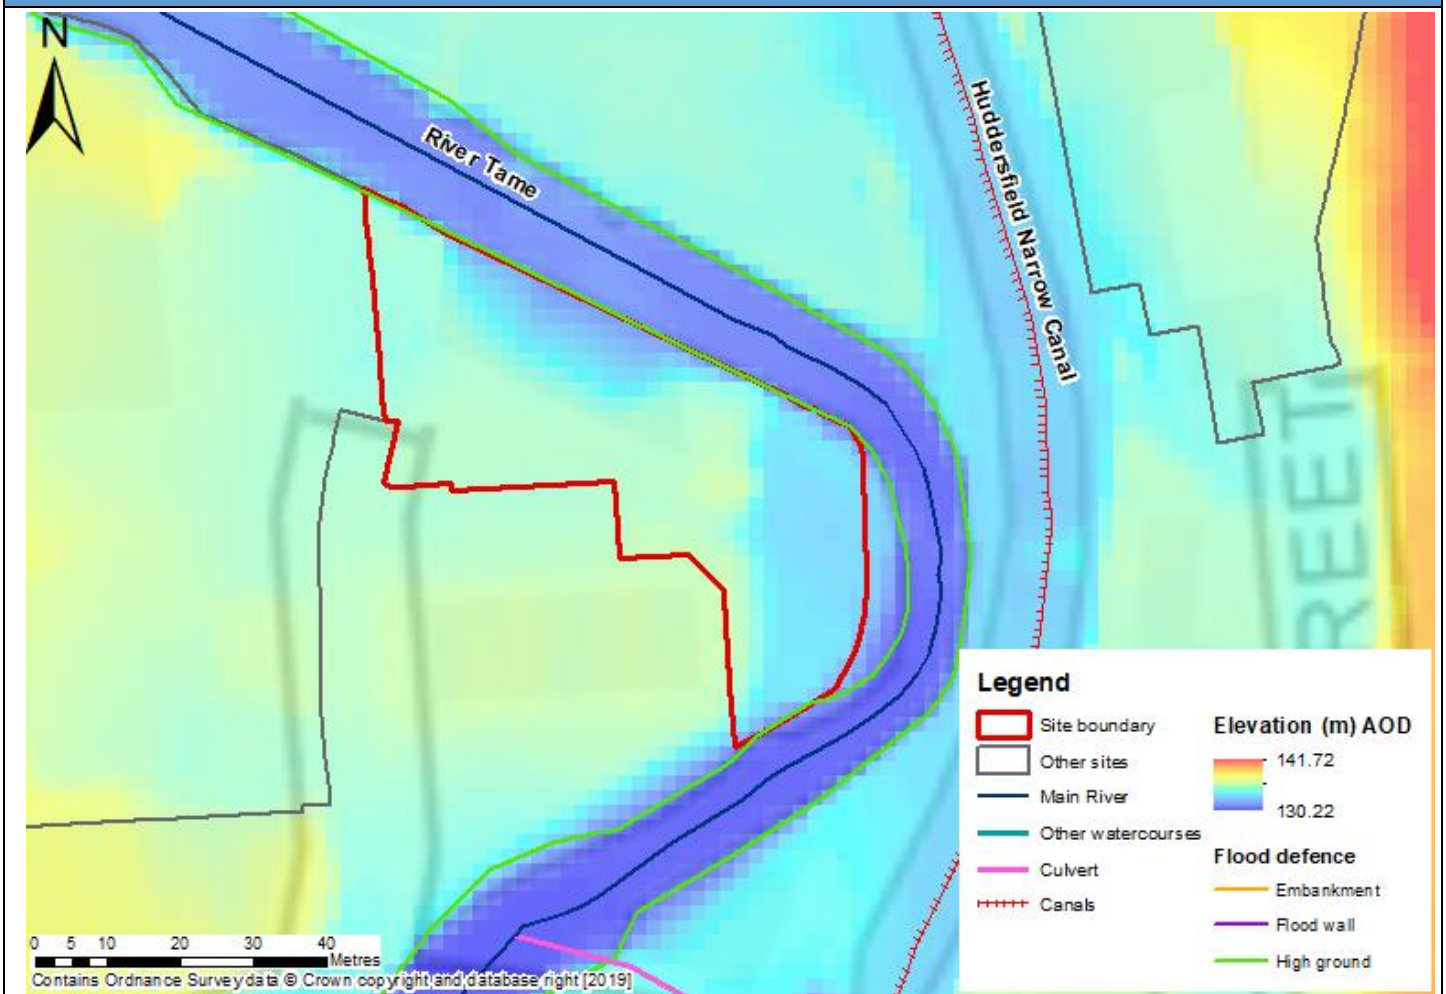 N
River Tame
Huddersfield Narrow Canal
REET
Legend
Site boundary
Other sites
Main River
Other watercourses
Culvert
Canals
Elevation (m) AOD
141.72
130.22
Flood defence
Embankment
Flood wall
High ground
0 5 10 20 30 40
Metres
Contains Ordnance Survey data © Crown copyright and database right [2019]